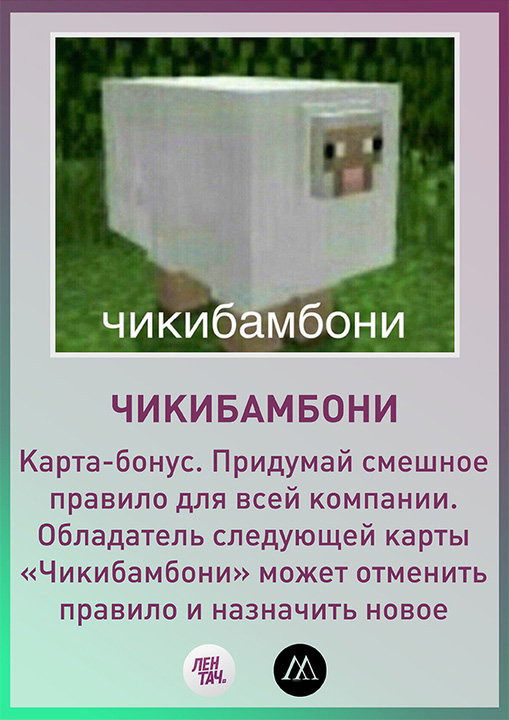 чикибамбони
ЧИКИБАМБОНИ
Карта-бонус. Придумай смешное
правило для всей компании.
Обладатель следующей карты
«Чикибамбони» может отменить
правило и назначить новое
ЛЕН
ТАЧ.